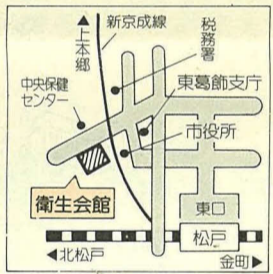 ▲上本郷
新京成線
税務署
中央保健
センター
東葛飾支庁
市役所
衛生会館
東口
松戸
◀北松戸
金町▶